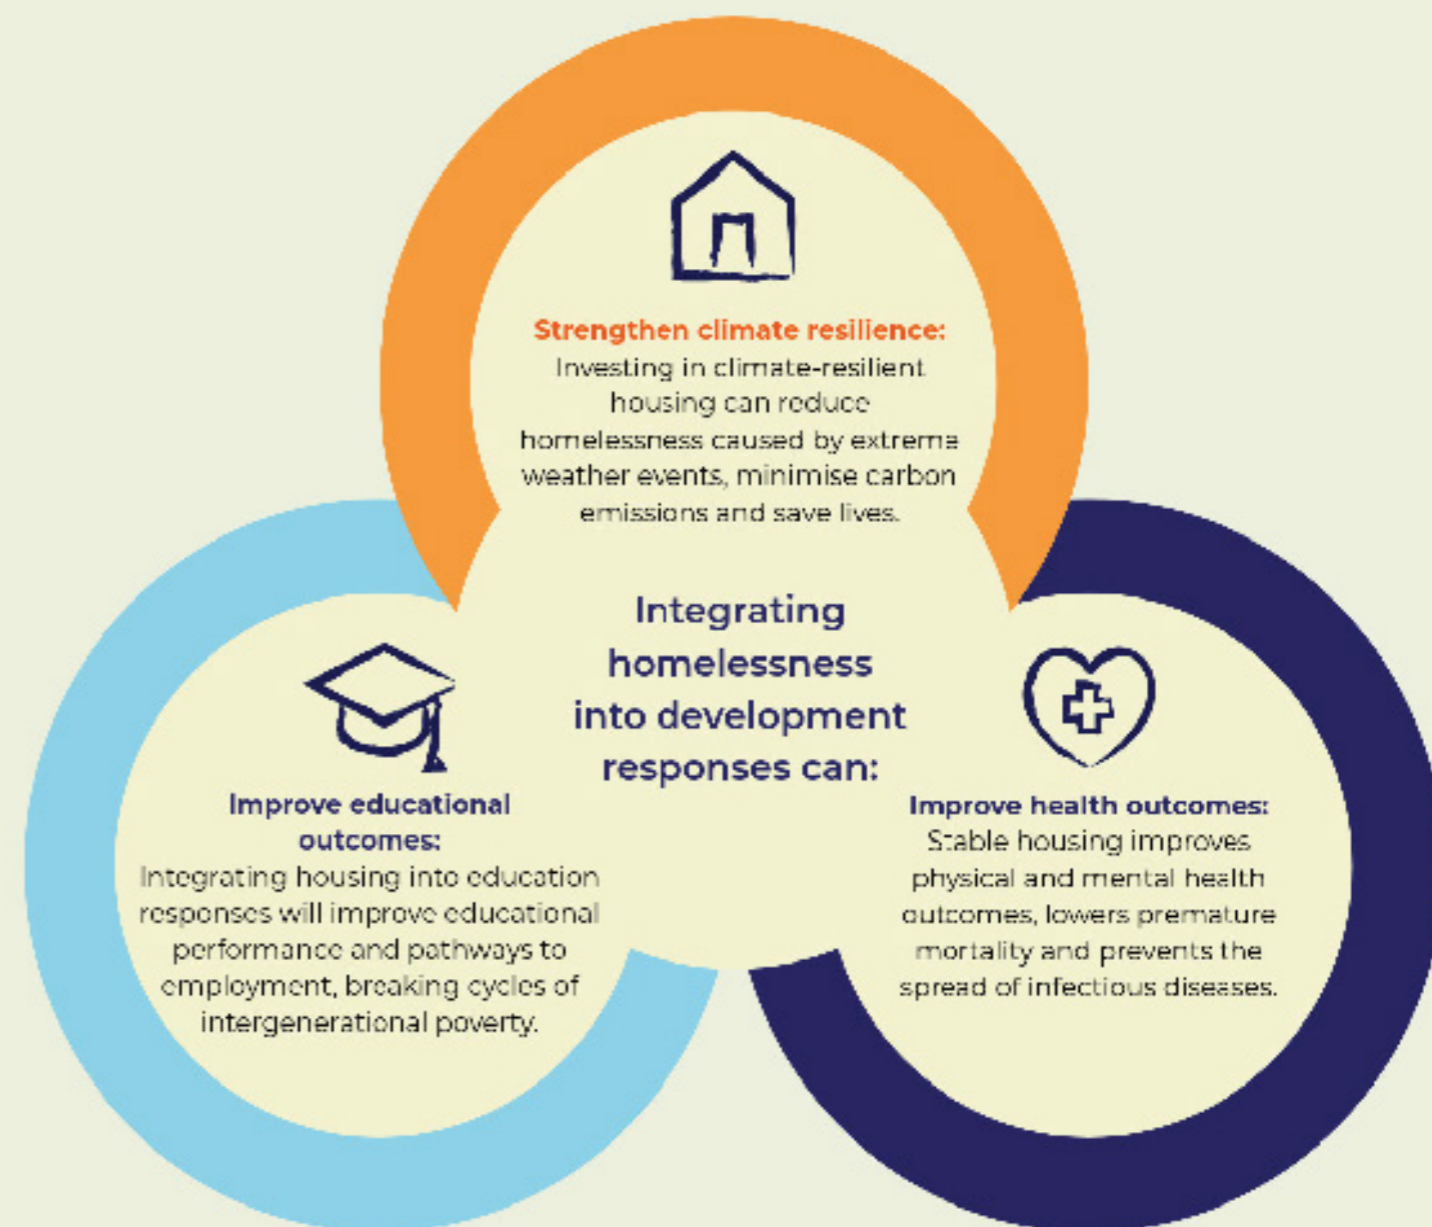 Strengthen climate resilience:
Investing in climate-resilient
housing can reduce
homelessness caused by extreme
weather events, minimise carbon
emissions and save lives.
Integrating
homelessness
into development
responses can:
Improve educational
outcomes:
Integrating housing into education
responses will improve educational
performance and pathways to
employment, breaking cycles of
intergenerational poverty.
Improve health outcomes:
Stable housing improves
physical and mental health
outcomes, lowers premature
mortality and prevents the
spread of infectious diseases.